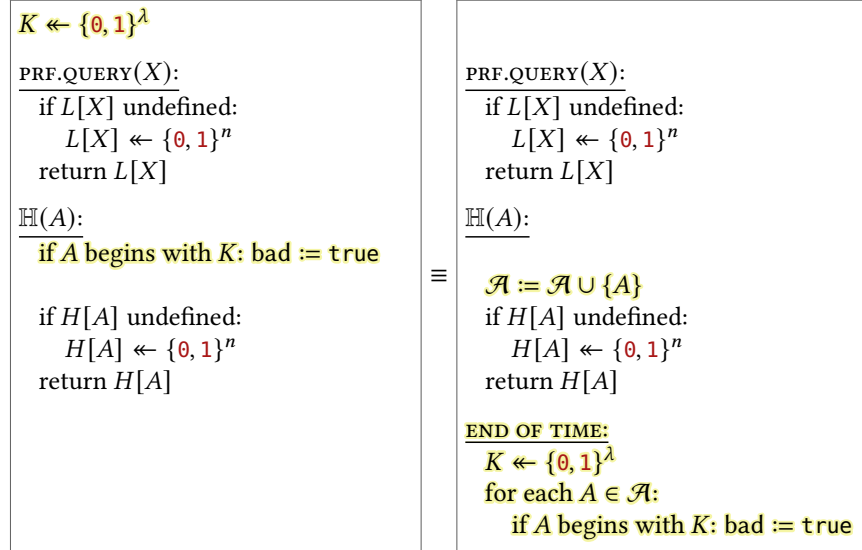 K ↞ {0, 1}^λ
PRF.QUERY(X):
if L[X] undefined:
L[X] ↞ {0, 1}^n
return L[X]
ℍ(A):
if A begins with K: bad := true
if H[A] undefined:
H[A] ↞ {0, 1}^n
return H[A]
≡
PRF.QUERY(X):
if L[X] undefined:
L[X] ↞ {0, 1}^n
return L[X]
ℍ(A):
𝒜 := 𝒜 ∪ {A}
if H[A] undefined:
H[A] ↞ {0, 1}^n
return H[A]
END OF TIME:
K ↞ {0, 1}^λ
for each A ∈ 𝒜:
if A begins with K: bad := true